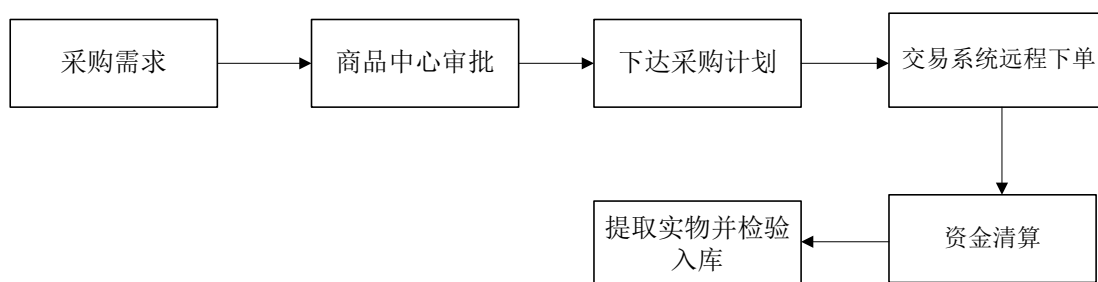 采购需求
商品中心审批
下达采购计划
交易系统远程下单
提取实物并检验
入库
资金清算